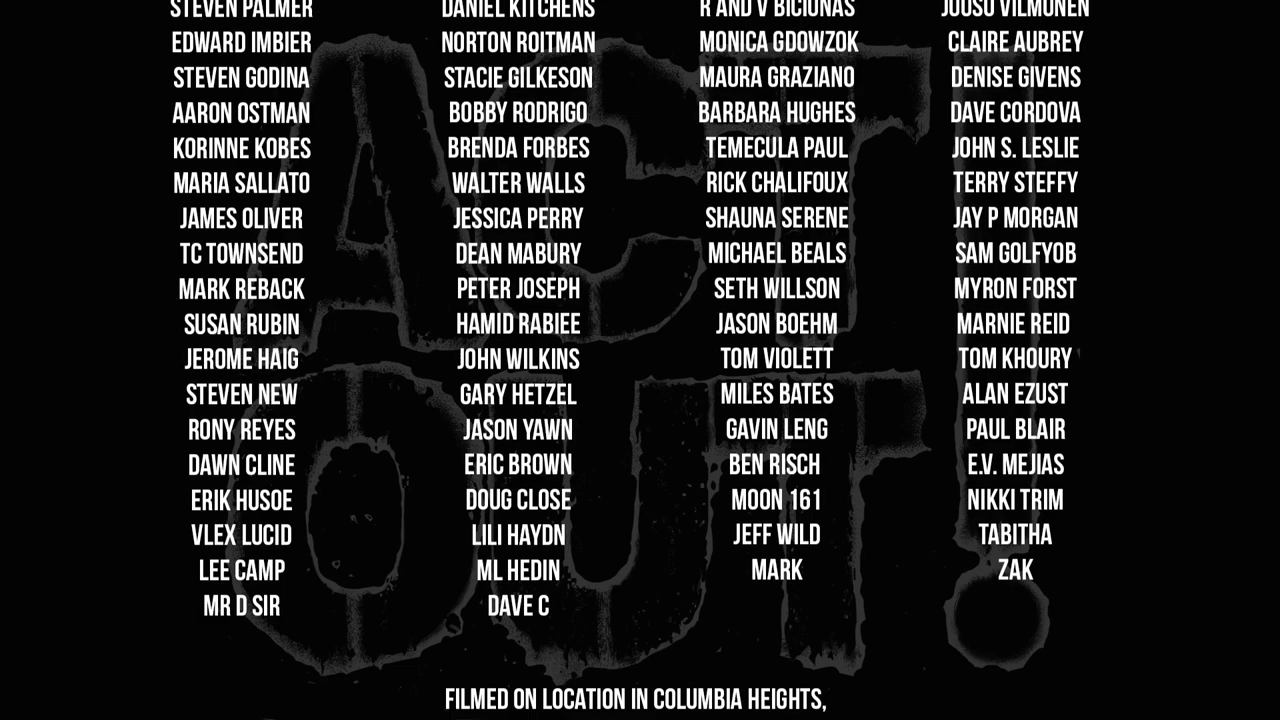 STEVEN PALMER DANIEL KITCHENS R AND V BICIUNAS JUUSO VILMUNEN
EDWARD IMBIER NORTON ROITMAN MONICA GDOWZOK CLAIRE AUBREY
STEVEN GODINA STACIE GILKESON MAURA GRAZIANO DENISE GIVENS
AARON OSTMAN BOBBY RODRIGO BARBARA HUGHES DAVE CORDOVA
KORINNE KOBES BRENDA FORBES TEMECULA PAUL JOHN S. LESLIE
MARIA SALLATO WALTER WALLS RICK CHALIFOUX TERRY STEFFY
JAMES OLIVER JESSICA PERRY SHAUNA SERENE JAY P MORGAN
TC TOWNSEND DEAN MABURY MICHAEL BEALS SAM GOLFYOB
MARK REBACK PETER JOSEPH SETH WILLSON MYRON FORST
SUSAN RUBIN HAMID RABIEE JASON BOEHM MARNIE REID
JEROME HAIG JOHN WILKINS TOM VIOLETT TOM KHOURY
STEVEN NEW GARY HETZEL MILES BATES ALAN EZUST
RONY REYES JASON YAWN GAVIN LENG PAUL BLAIR
DAWN CLINE ERIC BROWN BEN RISCH E.V. MEJIAS
ERIK HUSOE DOUG CLOSE MOON 161 NIKKI TRIM
VLEX LUCID LILI HAYDN JEFF WILD TABITHA
LEE CAMP ML HEDIN MARK ZAK
MR D SIR DAVE C
FILMED ON LOCATION IN COLUMBIA HEIGHTS,
ACT!
OUT